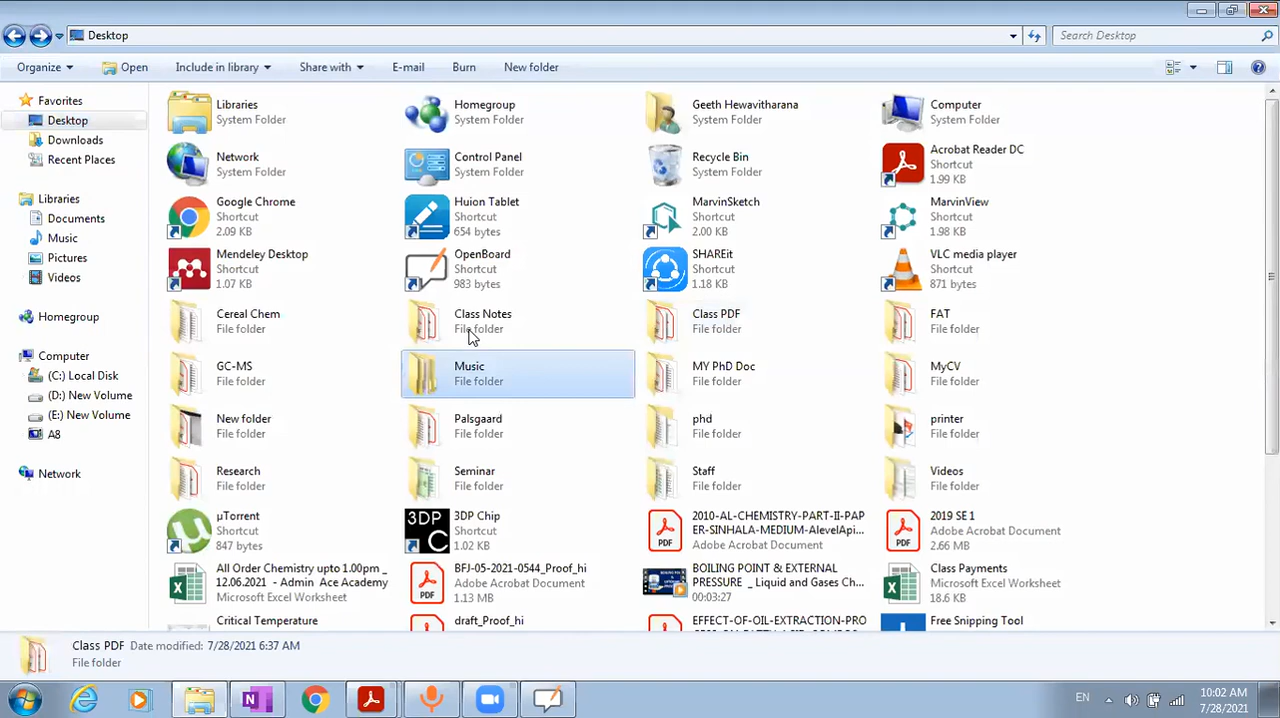 Desktop
Search Desktop
Organize
Open
Include in library
Share with
E-mail
Burn
New folder
Favorites
Desktop
Downloads
Recent Places
Libraries
Documents
Music
Pictures
Videos
Homegroup
Computer
(C:) Local Disk
(D:) New Volume
(E:) New Volume
A8
Network
Libraries
System Folder
Homegroup
System Folder
Geeth Hewavitharana
System Folder
Computer
System Folder
Network
System Folder
Control Panel
System Folder
Recycle Bin
System Folder
Acrobat Reader DC
Shortcut
1.99 KB
Google Chrome
Shortcut
2.09 KB
Huion Tablet
Shortcut
654 bytes
MarvinSketch
Shortcut
2.00 KB
MarvinView
Shortcut
1.98 KB
Mendeley Desktop
Shortcut
1.07 KB
OpenBoard
Shortcut
983 bytes
SHAREit
Shortcut
1.18 KB
VLC media player
Shortcut
871 bytes
Cereal Chem
File folder
Class Notes
File folder
Class PDF
File folder
FAT
File folder
GC-MS
File folder
Music
File folder
MY PhD Doc
File folder
MyCV
File folder
New folder
File folder
Palsgaard
File folder
phd
File folder
printer
File folder
Research
File folder
Seminar
File folder
Staff
File folder
Videos
File folder
µTorrent
Shortcut
847 bytes
3DP
C
3DP Chip
Shortcut
1.02 KB
PDF
2010-AL-CHEMISTRY-PART-II-PAP
ER-SINHALA-MEDIUM-AlevelApi...
Adobe Acrobat Document
PDF
2019 SE 1
Adobe Acrobat Document
2.66 MB
All Order Chemistry upto 1.00pm _
12.06.2021 - Admin Ace Academy
Microsoft Excel Worksheet
PDF
BFJ-05-2021-0544_Proof_hi
Adobe Acrobat Document
1.13 MB
BOILING POINT & EXTERNAL
PRESSURE _ Liquid and Gases Ch...
00:03:27
Class Payments
Microsoft Excel Worksheet
18.6 KB
Critical Temperature
draft_Proof_hi
EFFECT-OF-OIL-EXTRACTION-PRO
Free Snipping Tool
Class PDF Date modified: 7/28/2021 6:37 AM
File folder
EN
10:02 AM
7/28/2021